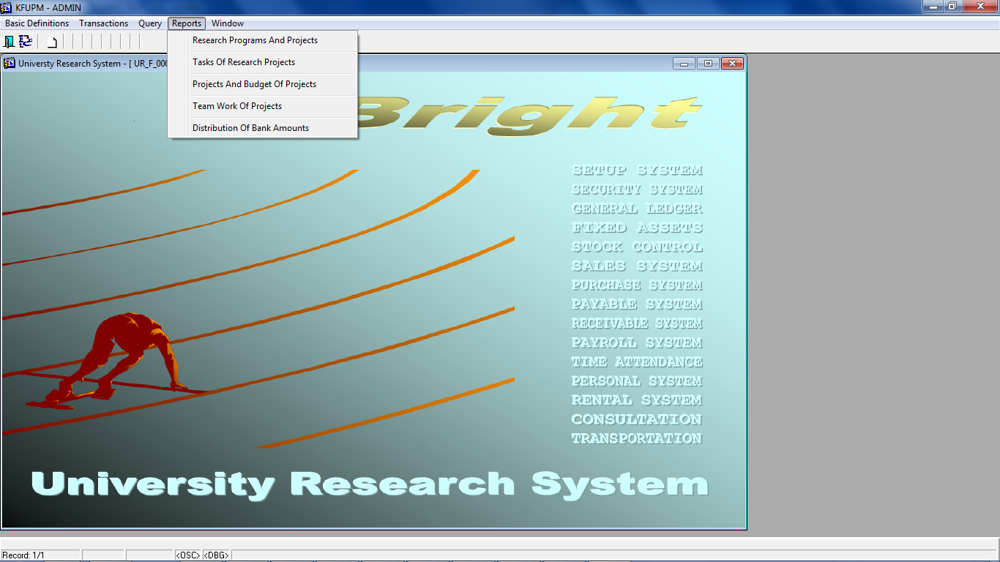 KFUPM - ADMIN
Basic Definitions Transactions Query Reports Window
Research Programs And Projects
Tasks Of Research Projects
Projects And Budget Of Projects
Team Work Of Projects
Distribution Of Bank Amounts
Universty Research System - [ UR_F_000
Bright
SETUP SYSTEM
SECURITY SYSTEM
GENERAL LEDGER
FIXED ASSETS
STOCK CONTROL
SALES SYSTEM
PURCHASE SYSTEM
PAYABLE SYSTEM
RECEIVABLE SYSTEM
PAYROLL SYSTEM
TIME ATTENDANCE
PERSONAL SYSTEM
RENTAL SYSTEM
CONSULTATION
TRANSPORTATION
University Research System
Record: 1/1 <OSC> <DBG>